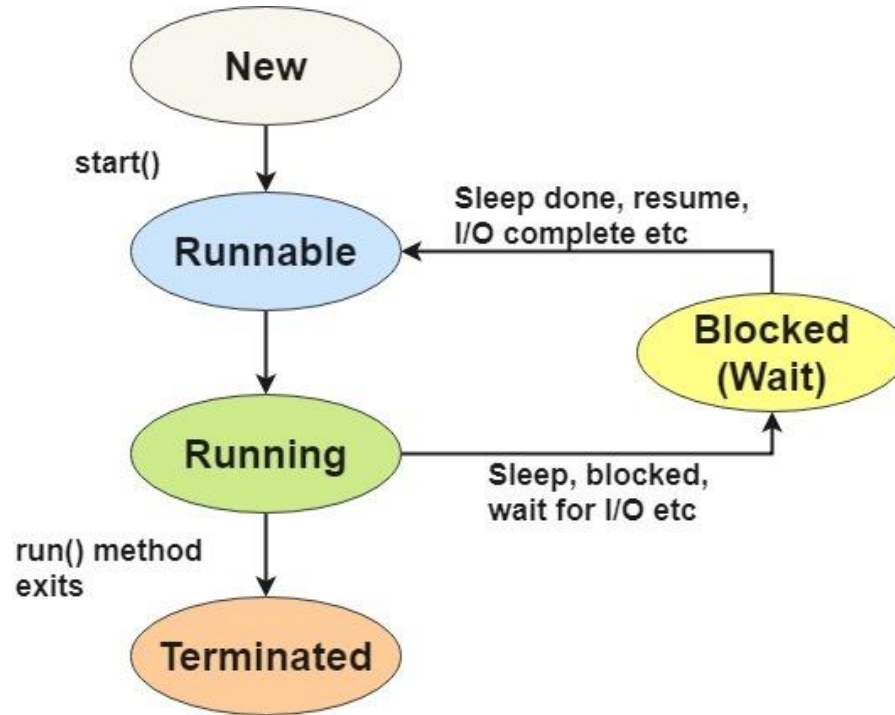 New
start()
Sleep done, resume,
I/O complete etc
Runnable
Blocked
(Wait)
Running
Sleep, blocked,
wait for I/O etc
run() method
exits
Terminated